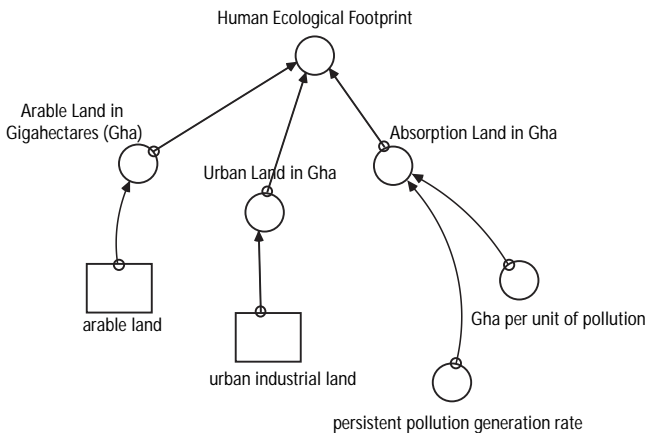 Human Ecological Footprint
Arable Land in
Gigahectares (Gha)
Absorption Land in Gha
Urban Land in Gha
arable land
Gha per unit of pollution
urban industrial land
persistent pollution generation rate